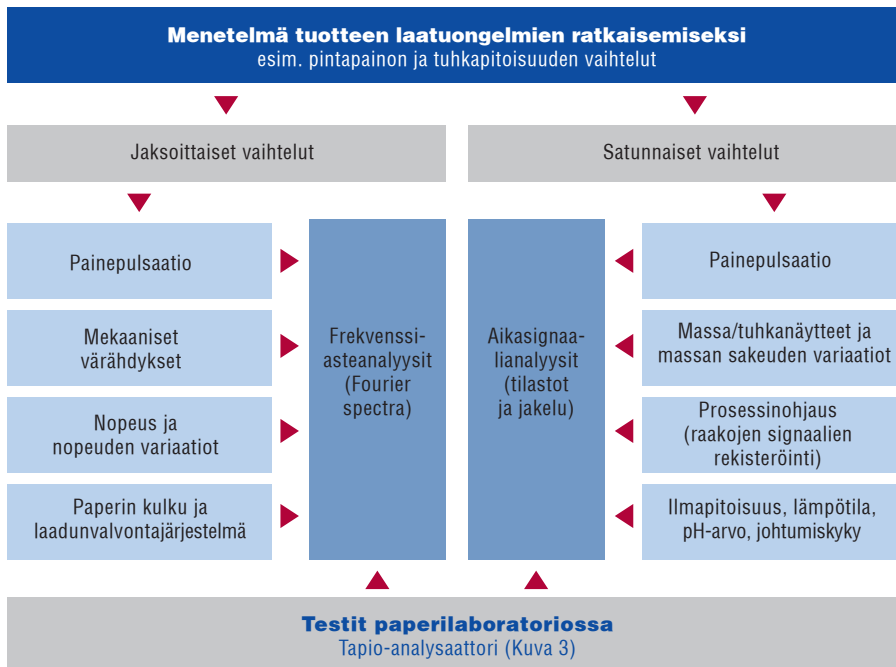 Menetelmä tuotteen laatuongelmien ratkaisemiseksi
esim. pintapainon ja tuhkapitoisuuden vaihtelut
Jaksoittaiset vaihtelut
Satunnaiset vaihtelut
Painepulsaatio
Mekaaniset
värähdykset
Nopeus ja
nopeuden variaatiot
Paperin kulku ja
laadunvalvontajärjestelmä
Frekvenssi-
asteanalyysit
(Fourier
spectra)
Aikasignaa-
lianalyysit
(tilastot
ja jakelu)
Painepulsaatio
Massa/tuhkanäytteet ja
massan sakeuden variaatiot
Prosessinohjaus
(raakojen signaalien
rekisteröinti)
Ilmapitoisuus, lämpötila,
pH-arvo, johtumiskyky
Testit paperilaboratoriossa
Tapio-analysaattori (Kuva 3)